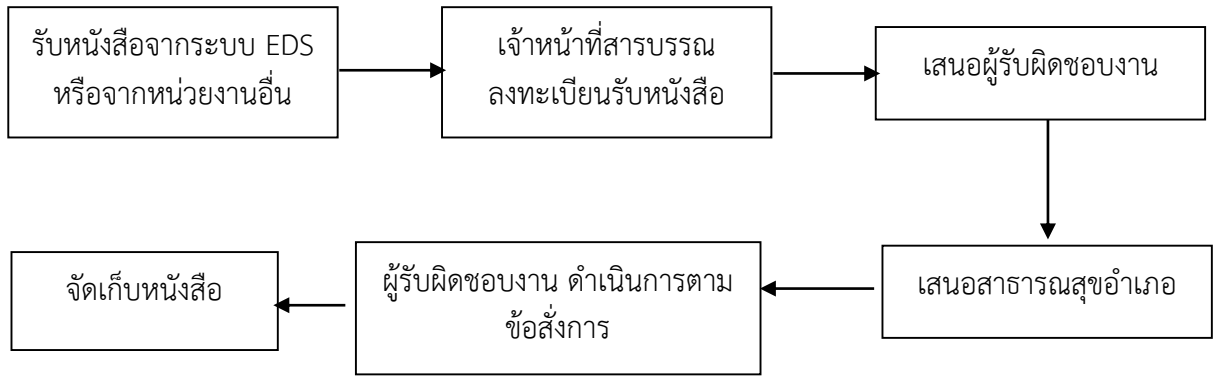 รับหนังสือจากระบบ EDS
หรือจากหน่วยงานอื่น
เจ้าหน้าที่สารบรรณ
ลงทะเบียนรับหนังสือ
เสนอผู้รับผิดชอบงาน
เสนอสาธารณสุขอำเภอ
ผู้รับผิดชอบงาน ดำเนินการตาม
ข้อสั่งการ
จัดเก็บหนังสือ